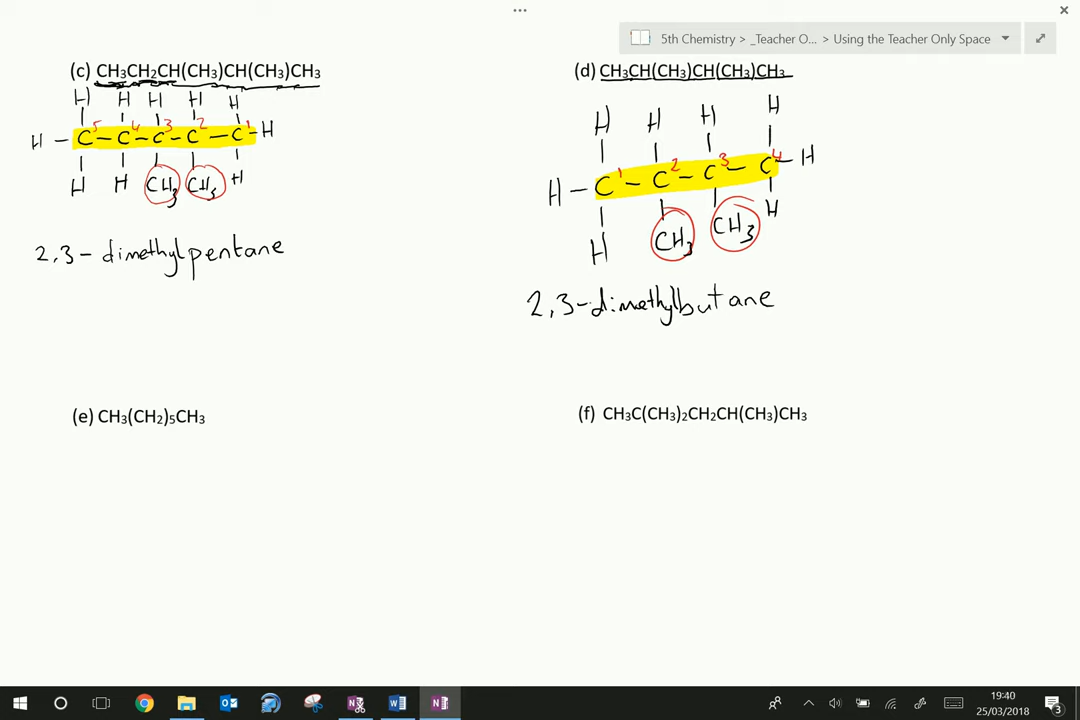 5th Chemistry > _Teacher O... > Using the Teacher Only Space
(c) CH3CH2CH(CH3)CH(CH3)CH3
H H H H H
H - C5 - C4 - C3 - C2 - C1 - H
H H CH3 CH3 H
2,3 - dimethylpentane
(d) CH3CH(CH3)CH(CH3)CH3
H H H H
H - C1 - C2 - C3 - C4 - H
H CH3 CH3 H
2,3-dimethylbutane
(e) CH3(CH2)5CH3
(f) CH3C(CH3)2CH2CH(CH3)CH3
19:40
25/03/2018
3